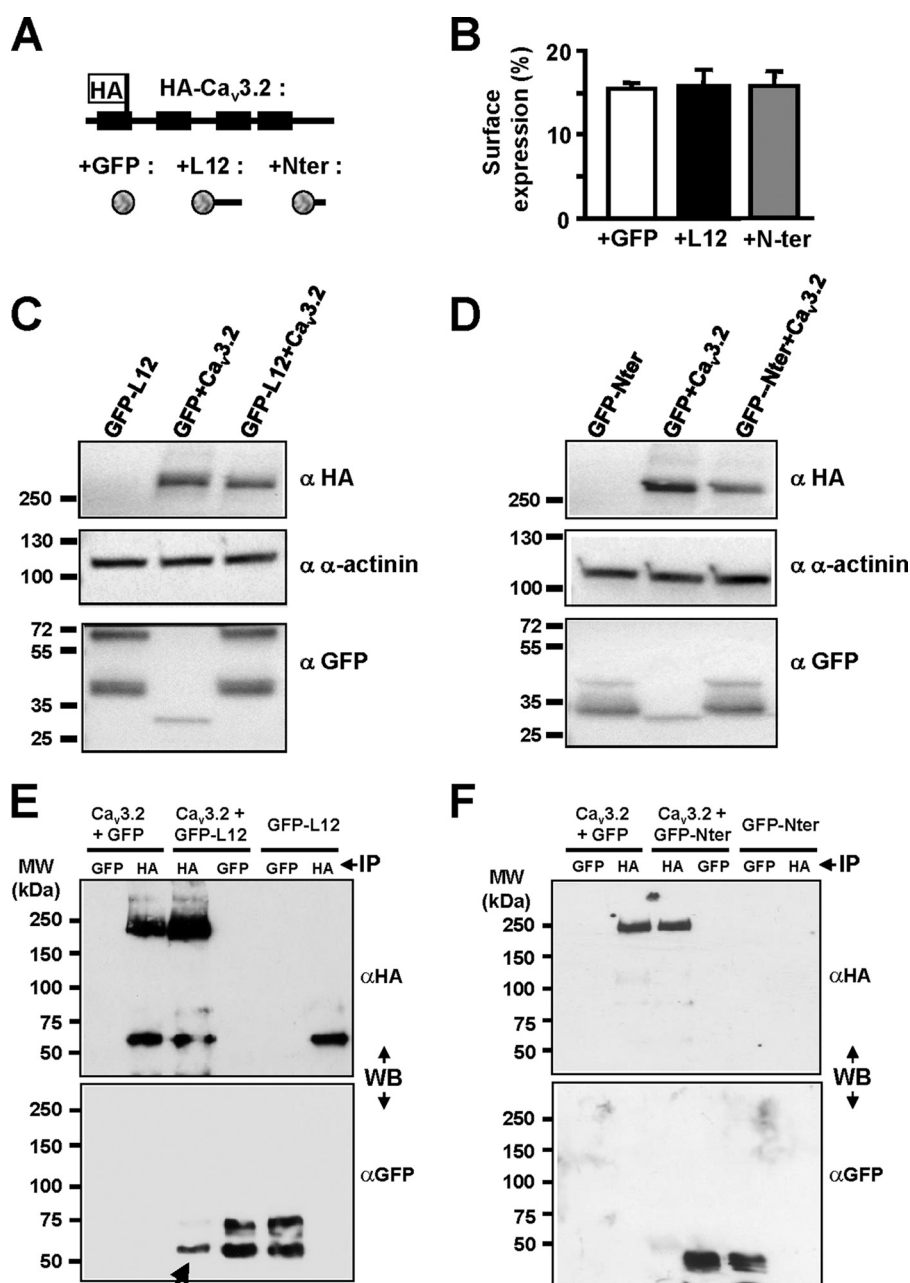 A
HA
HA-Cav3.2 :
+GFP : +L12 : +Nter :
B
Surface expression (%)
20
10
0
+GFP +L12 +N-ter
C
GFP-L12
GFP+Cav3.2
GFP-L12+Cav3.2
250
α HA
130
100
α α-actinin
72
55
35
25
α GFP
D
GFP-Nter
GFP+Cav3.2
GFP--Nter+Cav3.2
250
α HA
130
100
α α-actinin
72
55
35
25
α GFP
E
Cav3.2 + GFP
Cav3.2 + GFP-L12
GFP-L12
GFP HA HA GFP GFP HA
IP
MW (kDa)
250
150
100
75
50
αHA
WB
250
150
100
75
50
αGFP
F
Cav3.2 + GFP
Cav3.2 + GFP-Nter
GFP-Nter
GFP HA HA GFP GFP HA
IP
MW (kDa)
250
150
100
75
50
αHA
WB
250
150
100
75
50
αGFP